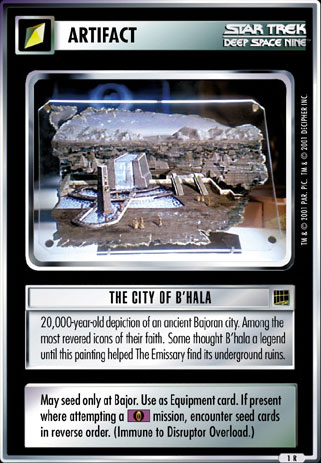 ARTIFACT
STAR TREK
DEEP SPACE NINE™
TM & © 2001 PAR. P.C. TM & © 2001 DECIPHER INC.
THE CITY OF B'HALA
20,000-year-old depiction of an ancient Bajoran city. Among the
most revered icons of their faith. Some thought B'hala a legend
until this painting helped The Emissary find its underground ruins.
May seed only at Bajor. Use as Equipment card. If present
where attempting a mission, encounter seed cards
in reverse order. (Immune to Disruptor Overload.)
1 R